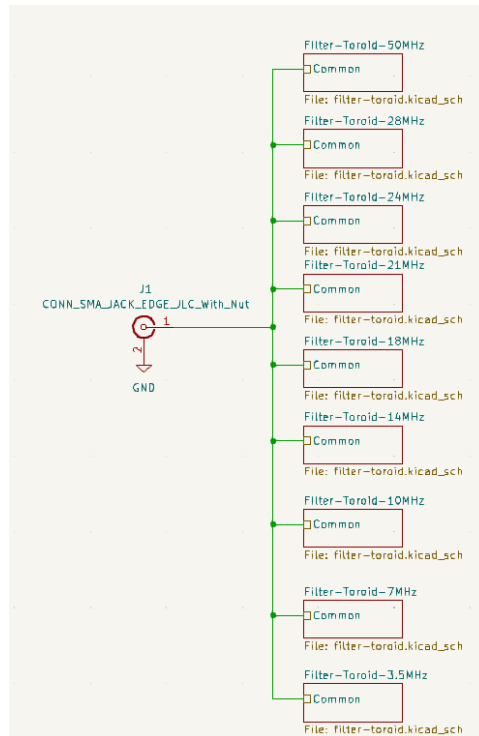 Filter-Toroid-50MHz
Common
File: filter-toroid.kicad_sch
Filter-Toroid-28MHz
Common
File: filter-toroid.kicad_sch
Filter-Toroid-24MHz
Common
File: filter-toroid.kicad_sch
Filter-Toroid-21MHz
Common
File: filter-toroid.kicad_sch
J1
CONN_SMA_JACK_EDGE_JLC_With_Nut
1
2
GND
Filter-Toroid-18MHz
Common
File: filter-toroid.kicad_sch
Filter-Toroid-14MHz
Common
File: filter-toroid.kicad_sch
Filter-Toroid-10MHz
Common
File: filter-toroid.kicad_sch
Filter-Toroid-7MHz
Common
File: filter-toroid.kicad_sch
Filter-Toroid-3.5MHz
Common
File: filter-toroid.kicad_sch